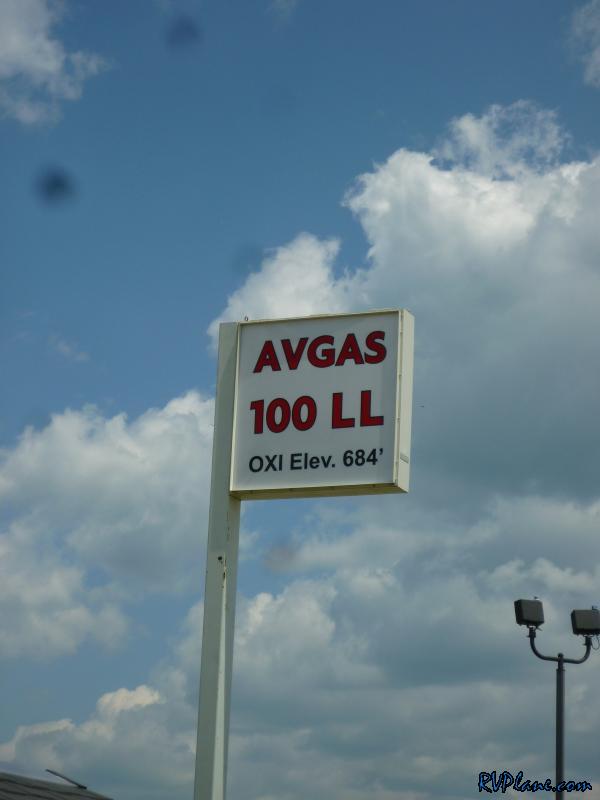 AVGAS
100 LL
OXI Elev. 684'
RVPlane.com